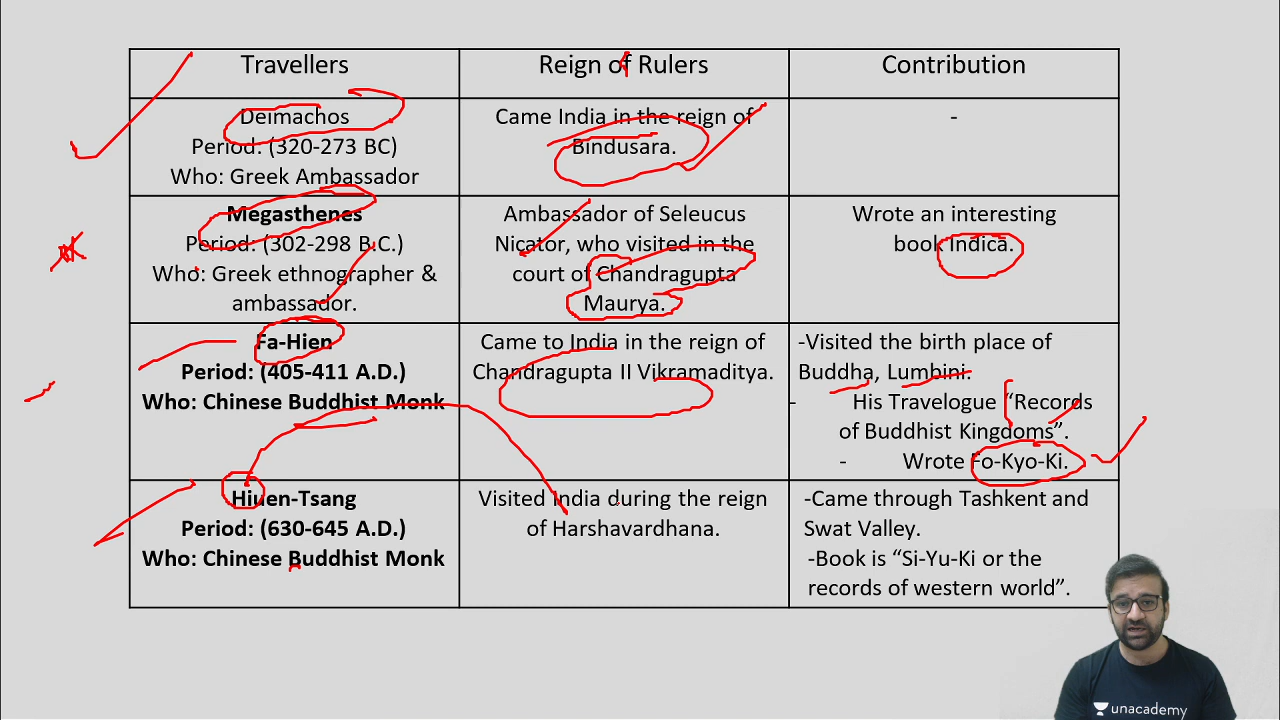 Travellers
Reign of Rulers
Contribution
Deimachos
Period: (320-273 BC)
Who: Greek Ambassador
Came India in the reign of
Bindusara.
-
Megasthenes
Period: (302-298 B.C.)
Who: Greek ethnographer &
ambassador.
Ambassador of Seleucus
Nicator, who visited in the
court of Chandragupta
Maurya.
Wrote an interesting
book Indica.
Fa-Hien
Period: (405-411 A.D.)
Who: Chinese Buddhist Monk
Came to India in the reign of
Chandragupta II Vikramaditya.
-Visited the birth place of
Buddha, Lumbini.
- His Travelogue “Records
of Buddhist Kingdoms”.
- Wrote Fo-Kyo-Ki.
Hiuen-Tsang
Period: (630-645 A.D.)
Who: Chinese Buddhist Monk
Visited India during the reign
of Harshavardhana.
-Came through Tashkent and
Swat Valley.
-Book is “Si-Yu-Ki or the
records of western world”.
unacademy